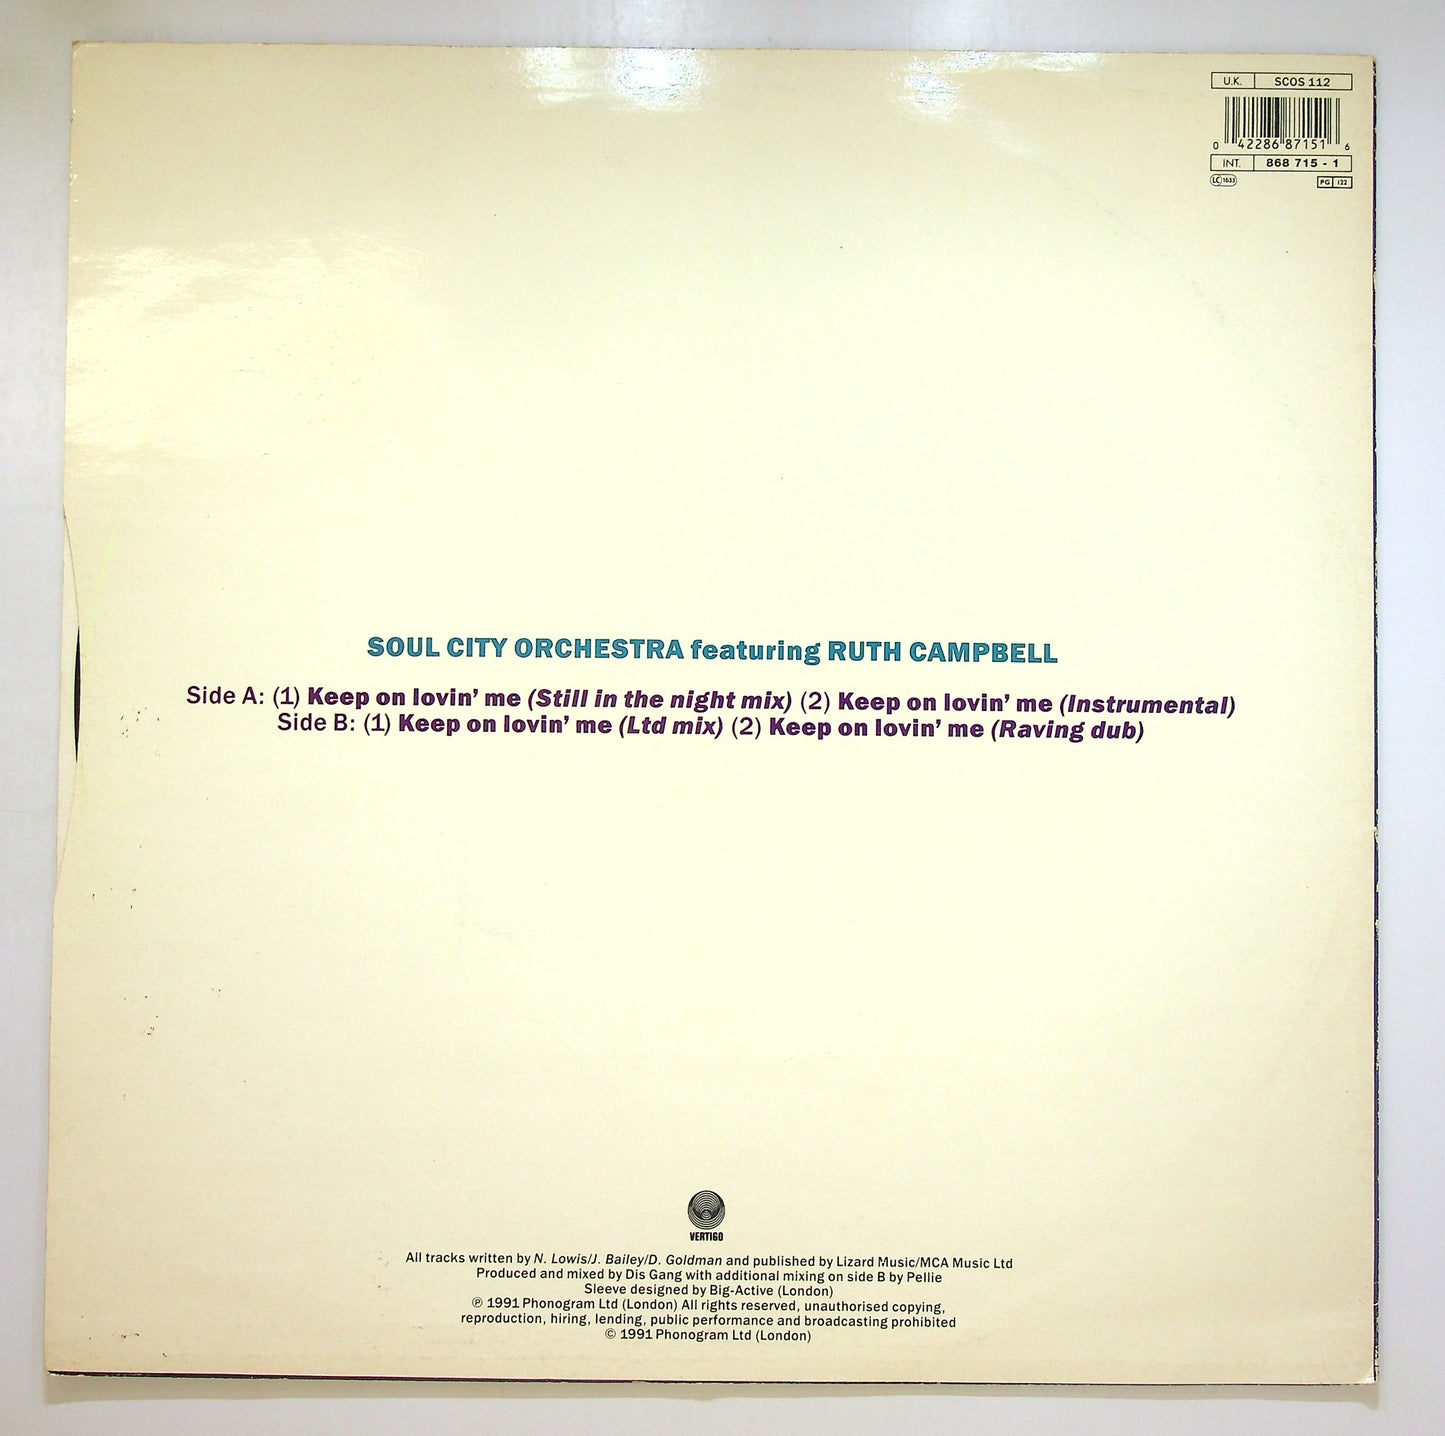 U.K. SCOS 112
0 42286 87151 6
INT. 868 715 - 1
LC 1633 PG 122
SOUL CITY ORCHESTRA featuring RUTH CAMPBELL
Side A: (1) Keep on lovin' me (Still in the night mix) (2) Keep on lovin' me (Instrumental)
Side B: (1) Keep on lovin' me (Ltd mix) (2) Keep on lovin' me (Raving dub)
VERTIGO
All tracks written by N. Lowis/J. Bailey/D. Goldman and published by Lizard Music/MCA Music Ltd
Produced and mixed by Dis Gang with additional mixing on side B by Pellie
Sleeve designed by Big-Active (London)
℗ 1991 Phonogram Ltd (London) All rights reserved, unauthorised copying,
reproduction, hiring, lending, public performance and broadcasting prohibited
© 1991 Phonogram Ltd (London)